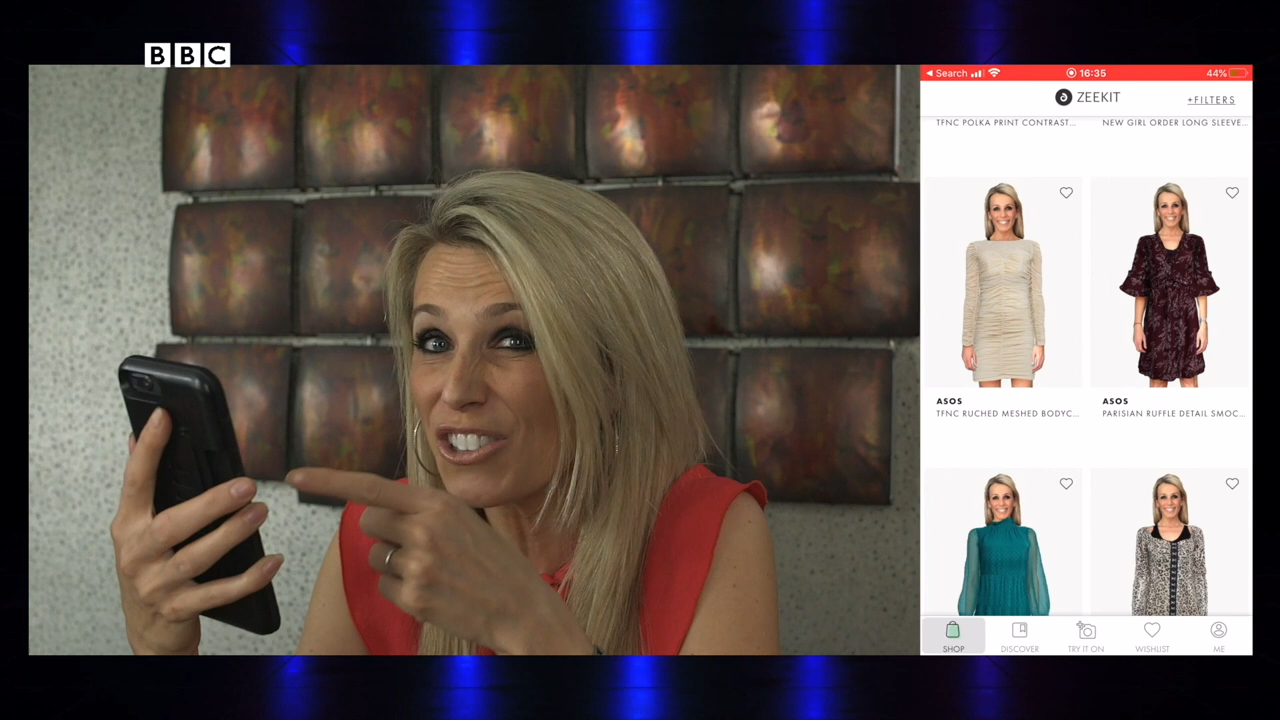 BBC
Search
16:35
44%
ZEEKIT
+FILTERS
TFNC POLKA PRINT CONTRAST...
NEW GIRL ORDER LONG SLEEVE...
ASOS
TFNC RUCHED MESHED BODYC...
ASOS
PARISIAN RUFFLE DETAIL SMOC...
SHOP
DISCOVER
TRY IT ON
WISHLIST
ME